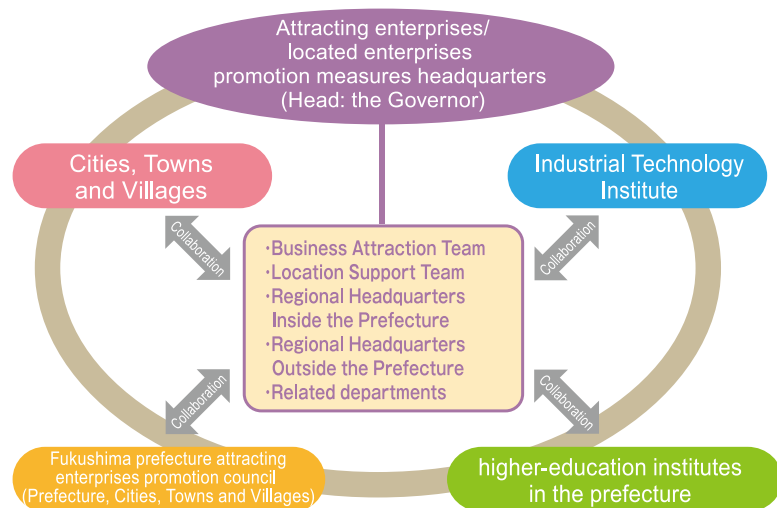 Attracting enterprises/
located enterprises
promotion measures headquarters
(Head: the Governor)
Cities, Towns
and Villages
Industrial Technology
Institute
Collaboration
Collaboration
・Business Attraction Team
・Location Support Team
・Regional Headquarters
Inside the Prefecture
・Regional Headquarters
Outside the Prefecture
・Related departments
Collaboration
Collaboration
Fukushima prefecture attracting
enterprises promotion council
(Prefecture, Cities, Towns and Villages)
higher-education institutes
in the prefecture